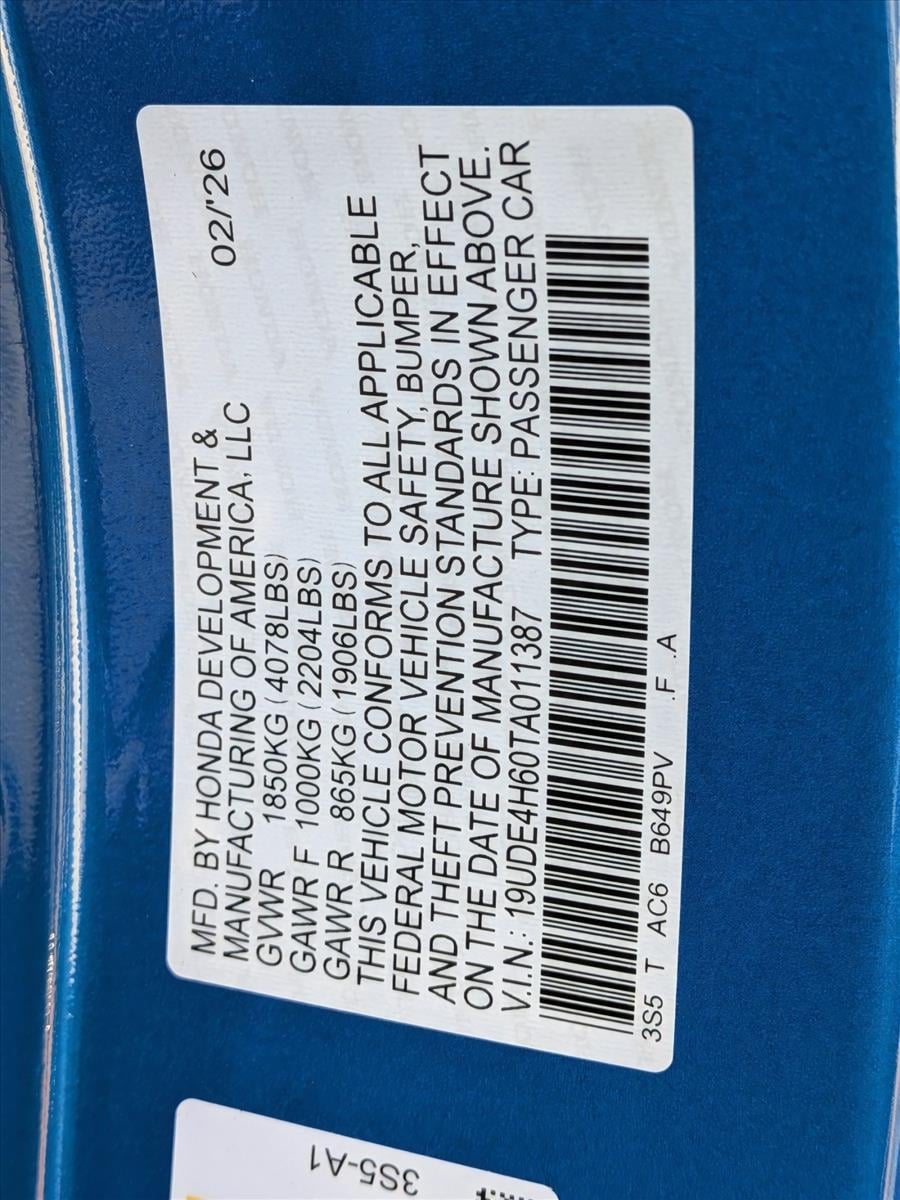 MFD. BY HONDA DEVELOPMENT &
MANUFACTURING OF AMERICA, LLC 02/'26
GVWR 1850KG (4078LBS)
GAWR F 1000KG (2204LBS)
GAWR R 865KG (1906LBS)
THIS VEHICLE CONFORMS TO ALL APPLICABLE
FEDERAL MOTOR VEHICLE SAFETY, BUMPER,
AND THEFT PREVENTION STANDARDS IN EFFECT
ON THE DATE OF MANUFACTURE SHOWN ABOVE.
V.I.N.: 19UDE4H60TA011387 TYPE: PASSENGER CAR
3S5 T AC6 B649PV .F .A
3S5-A1